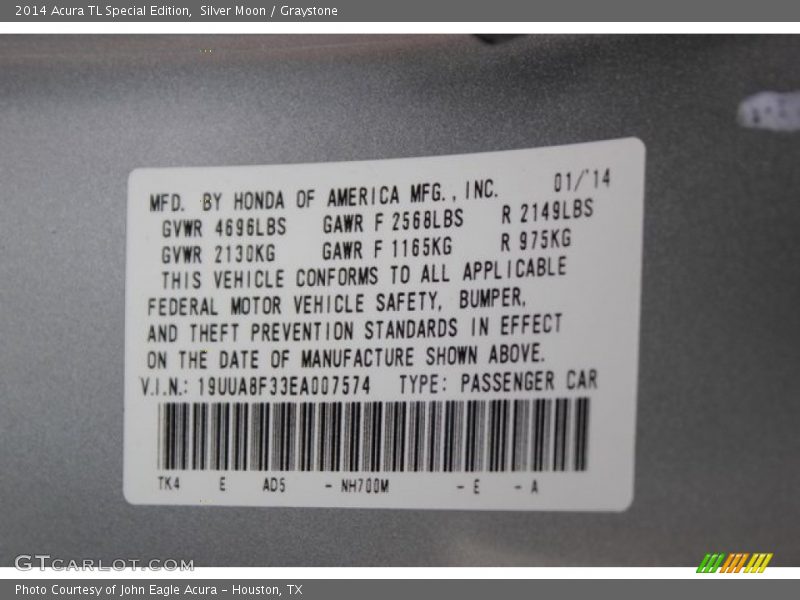 2014 Acura TL Special Edition,  Silver Moon / Graystone
MFD. BY HONDA OF AMERICA MFG., INC. 01/'14
GVWR 4696LBS GAWR F 2568LBS R 2149LBS
GVWR 2130KG GAWR F 1165KG R 975KG
THIS VEHICLE CONFORMS TO ALL APPLICABLE
FEDERAL MOTOR VEHICLE SAFETY, BUMPER,
AND THEFT PREVENTION STANDARDS IN EFFECT
ON THE DATE OF MANUFACTURE SHOWN ABOVE.
V.I.N.: 19UUA8F33EA007574 TYPE: PASSENGER CAR
TK4 E AD5 - NH700M - E - A
GTCARLOT.COM
Photo Courtesy of John Eagle Acura - Houston, TX